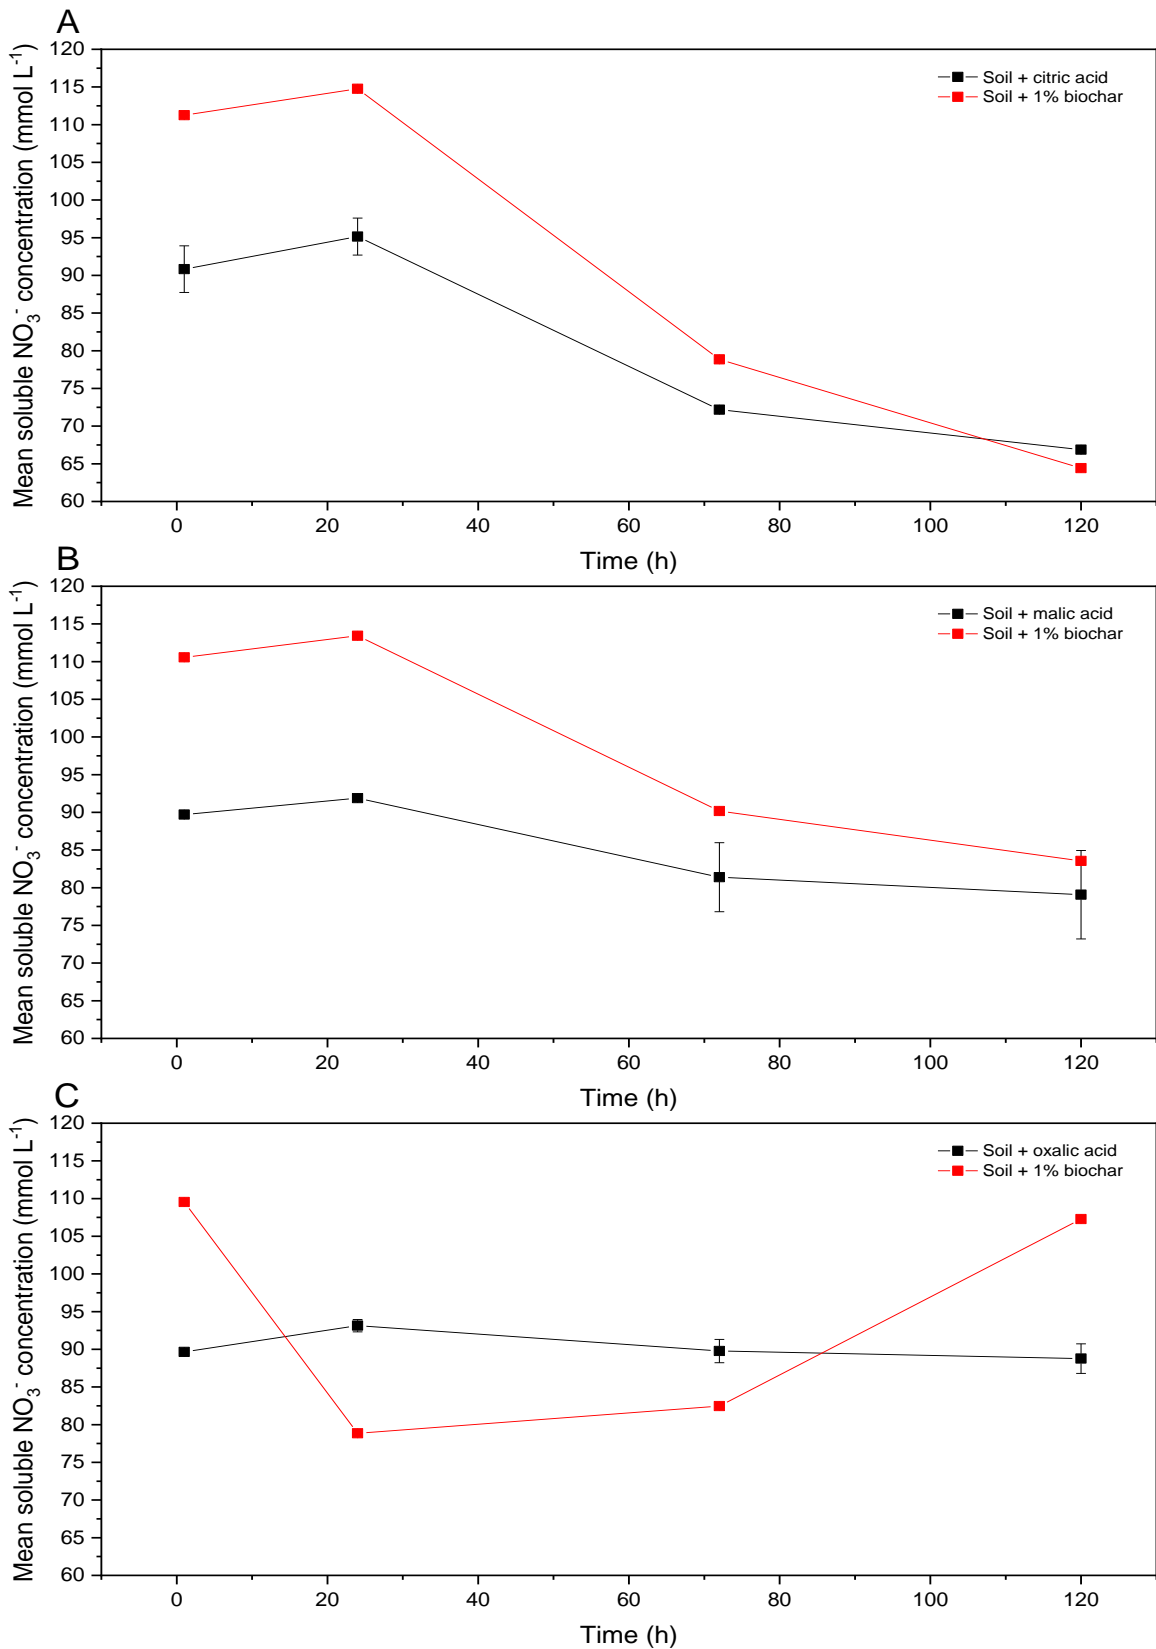 A
Mean soluble NO₃⁻ concentration (mmol L⁻¹)
120
115
110
105
100
95
90
85
80
75
70
65
60
Soil + citric acid
Soil + 1% biochar
0 20 40 60 80 100 120
Time (h)
B
Mean soluble NO₃⁻ concentration (mmol L⁻¹)
120
115
110
105
100
95
90
85
80
75
70
65
60
Soil + malic acid
Soil + 1% biochar
0 20 40 60 80 100 120
Time (h)
C
Mean soluble NO₃⁻ concentration (mmol L⁻¹)
120
115
110
105
100
95
90
85
80
75
70
65
60
Soil + oxalic acid
Soil + 1% biochar
0 20 40 60 80 100 120
Time (h)